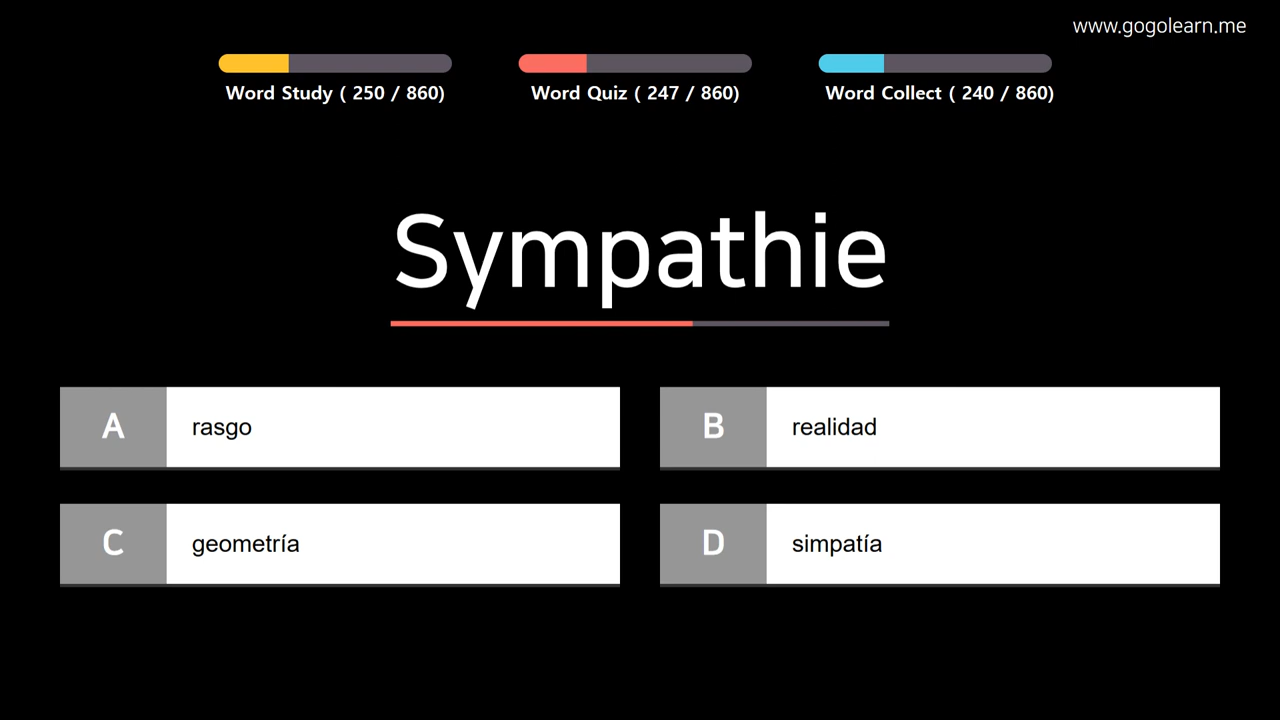 www.gogolearn.me
Word Study ( 250 / 860)
Word Quiz ( 247 / 860)
Word Collect ( 240 / 860)
Sympathie
A rasgo
B realidad
C geometría
D simpatía